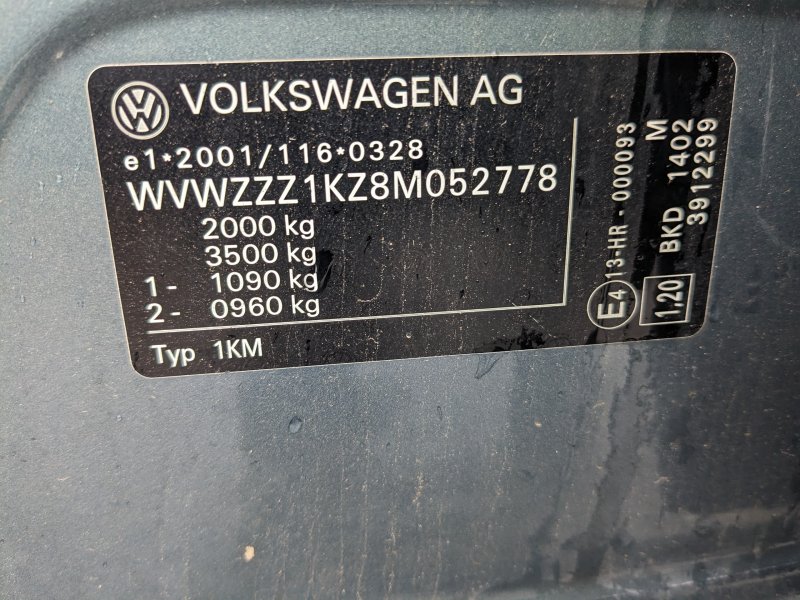 VOLKSWAGEN AG
e1*2001/116*0328
WVWZZZ1KZ8M052778
2000 kg
3500 kg
1- 1090 kg
2- 0960 kg
Typ 1KM
E4 13-HR-000093
M
BKD 1402
1,20 3912299